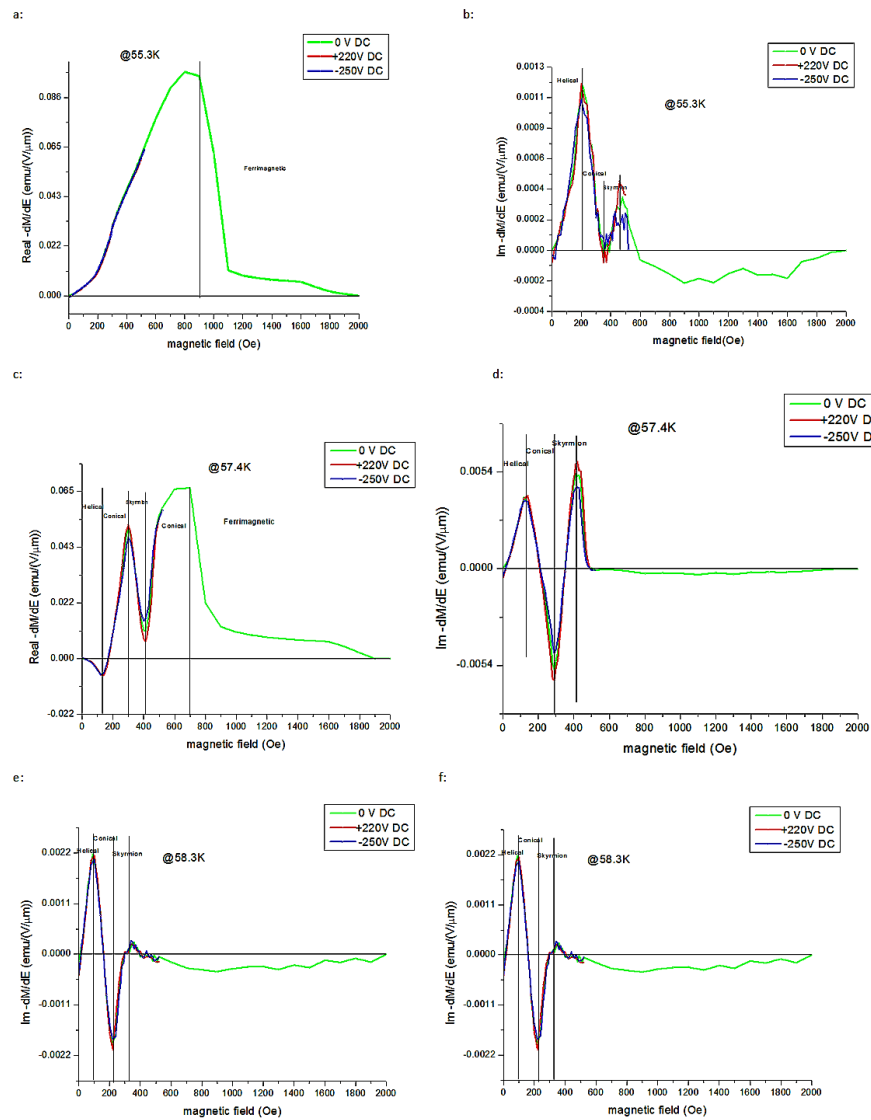 a:
@55.3K
0 V DC
+220V DC
-250V DC
Real -dM/dE (emu/(V/μm))
0.086
0.065
0.043
0.022
0.000
Ferrimagnetic
0 200 400 600 800 1000 1200 1400 1600 1800 2000
magnetic field (Oe)
b:
0 V DC
+220V DC
-250V DC
@55.3K
Im -dM/dE (emu/(V/μm))
0.0013
0.0011
0.0009
0.0006
0.0004
0.0002
0.0000
-0.0002
-0.0004
Helical
Conical
Skyrmion
0 200 400 600 800 1000 1200 1400 1600 1800 2000
magnetic field(Oe)
c:
@57.4K
0 V DC
+220V DC
-250V DC
Real -dM/dE (emu/(V/μm))
0.065
0.043
0.022
0.000
-0.022
Helical
Conical
Skyrmion
Conical
Ferrimagnetic
0 200 400 600 800 1000 1200 1400 1600 1800 2000
magnetic field (Oe)
d:
0 V DC
+220V DC
-250V DC
@57.4K
Im -dM/dE (emu/(V/μm))
0.0054
0.0000
-0.0054
Helical
Conical
Skyrmion
0 200 400 600 800 1000 1200 1400 1600 1800 2000
magnetic field (Oe)
e:
0 V DC
+220V DC
-250V DC
@58.3K
Im -dM/dE (emu/(V/μm))
0.0022
0.0011
0.0000
-0.0011
-0.0022
Helical
Conical
Skyrmion
0 200 400 600 800 1000 1200 1400 1600 1800 2000
magnetic field (Oe)
f:
0 V DC
+220V DC
-250V DC
@58.3K
Im -dM/dE (emu/(V/μm))
0.0022
0.0011
0.0000
-0.0011
-0.0022
Helical
Conical
Skyrmion
0 200 400 600 800 1000 1200 1400 1600 1800 2000
magnetic field (Oe)